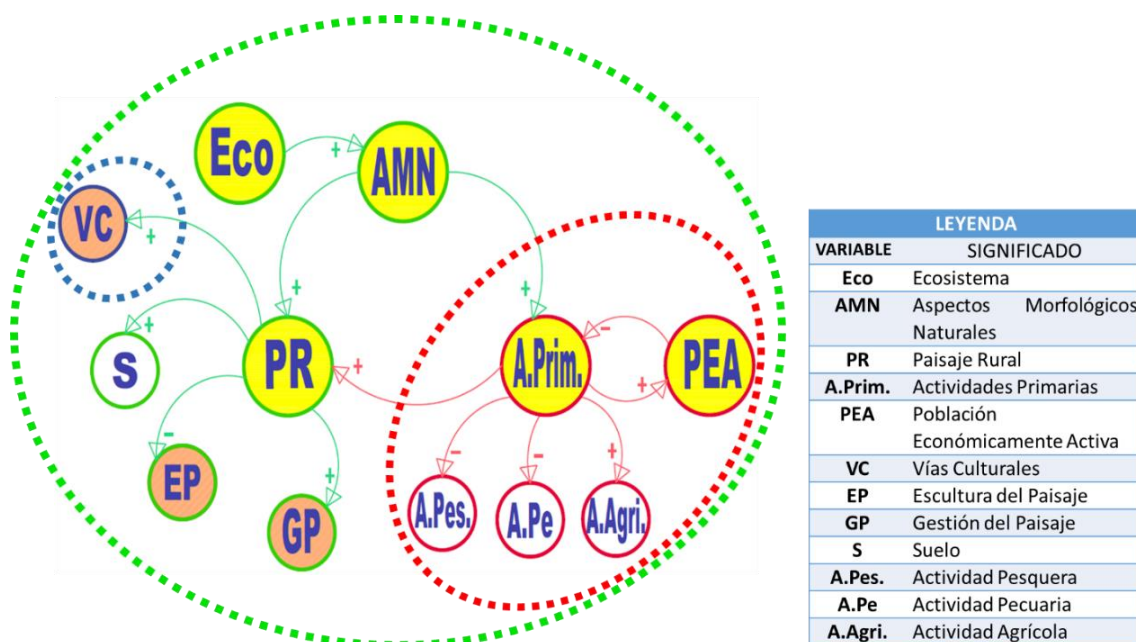 Eco
+
AMN
VC
+
+
+
+
S
PR
+
A.Prim.
-
+
PEA
-
+
-
-
+
EP
GP
A.Pes.
A.Pe
A.Agri.
LEYENDA
VARIABLE SIGNIFICADO
Eco Ecosistema
AMN Aspectos Morfológicos
Naturales
PR Paisaje Rural
A.Prim. Actividades Primarias
PEA Población
Económicamente Activa
VC Vías Culturales
EP Escultura del Paisaje
GP Gestión del Paisaje
S Suelo
A.Pes. Actividad Pesquera
A.Pe Actividad Pecuaria
A.Agri. Actividad Agrícola